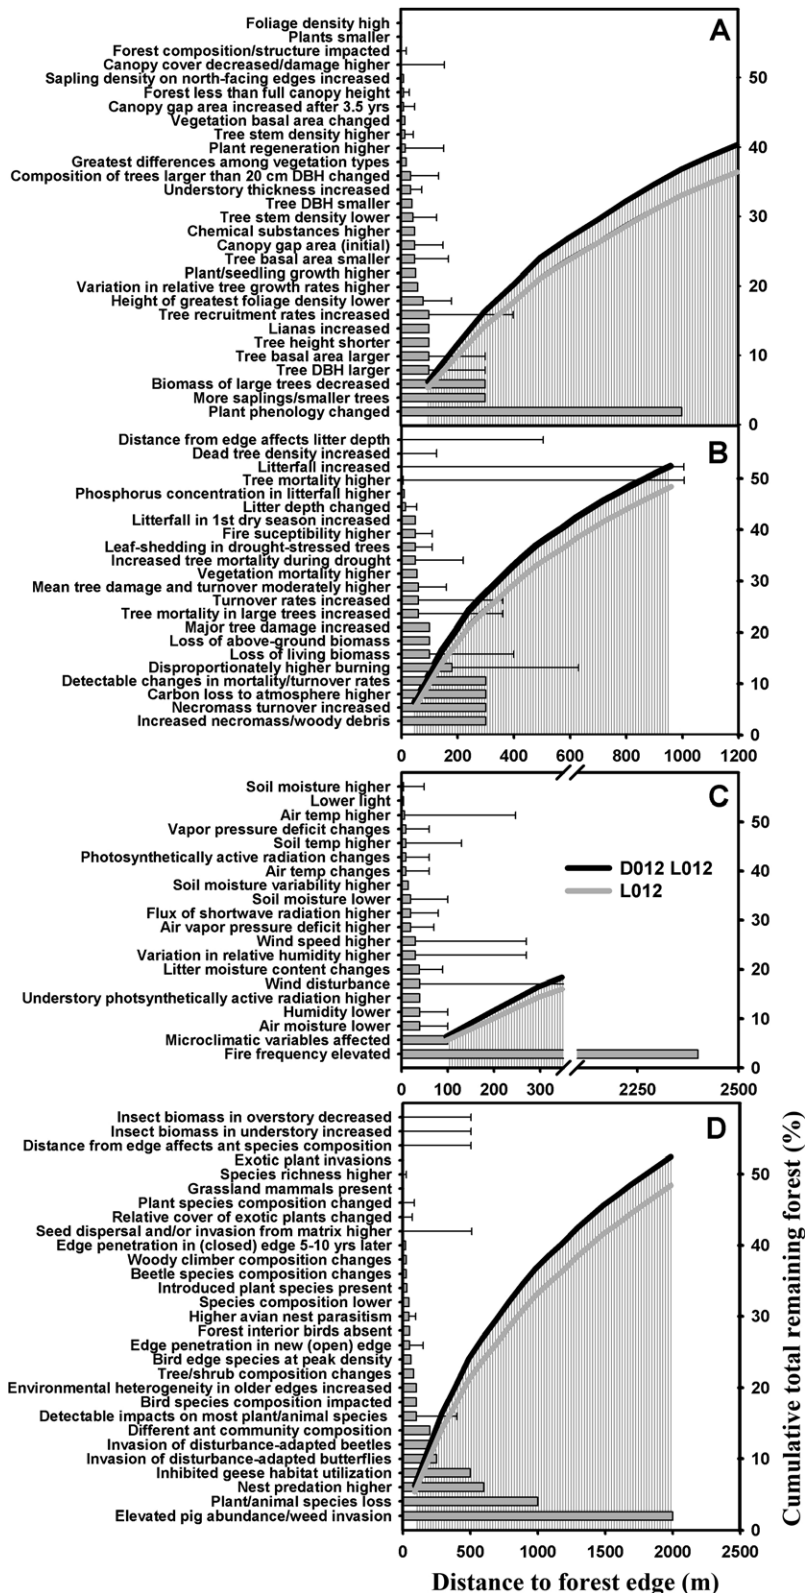 A
Foliage density high
Plants smaller
Forest composition/structure impacted
Canopy cover decreased/damage higher
Sapling density on north-facing edges increased
Forest less than full canopy height
Canopy gap area increased after 3.5 yrs
Vegetation basal area changed
Tree stem density higher
Plant regeneration higher
Greatest differences among vegetation types
Composition of trees larger than 20 cm DBH changed
Understory thickness increased
Tree DBH smaller
Tree stem density lower
Chemical substances higher
Canopy gap area (initial)
Tree basal area smaller
Plant/seedling growth higher
Variation in relative tree growth rates higher
Height of greatest foliage density lower
Tree recruitment rates increased
Lianas increased
Tree height shorter
Tree basal area larger
Tree DBH larger
Biomass of large trees decreased
More saplings/smaller trees
Plant phenology changed
50
40
30
20
10
0
B
Distance from edge affects litter depth
Dead tree density increased
Litterfall increased
Tree mortality higher
Phosphorus concentration in litterfall higher
Litter depth changed
Litterfall in 1st dry season increased
Fire suceptibility higher
Leaf-shedding in drought-stressed trees
Increased tree mortality during drought
Vegetation mortality higher
Mean tree damage and turnover moderately higher
Turnover rates increased
Tree mortality in large trees increased
Major tree damage increased
Loss of above-ground biomass
Loss of living biomass
Disproportionately higher burning
Detectable changes in mortality/turnover rates
Carbon loss to atmosphere higher
Necromass turnover increased
Increased necromass/woody debris
50
40
30
20
10
0
0 200 400 600 800 1000 1200
C
Soil moisture higher
Lower light
Air temp higher
Vapor pressure deficit changes
Soil temp higher
Photosynthetically active radiation changes
Air temp changes
Soil moisture variability higher
Soil moisture lower
Flux of shortwave radiation higher
Air vapor pressure deficit higher
Wind speed higher
Variation in relative humidity higher
Litter moisture content changes
Wind disturbance
Understory photosynthetically active radiation higher
Humidity lower
Air moisture lower
Microclimatic variables affected
Fire frequency elevated
D012 L012
L012
50
40
30
20
10
0
0 100 200 300 2250 2500
D
Insect biomass in overstory decreased
Insect biomass in understory increased
Distance from edge affects ant species composition
Exotic plant invasions
Species richness higher
Grassland mammals present
Plant species composition changed
Relative cover of exotic plants changed
Seed dispersal and/or invasion from matrix higher
Edge penetration in (closed) edge 5-10 yrs later
Woody climber composition changes
Beetle species composition changes
Introduced plant species present
Species composition lower
Higher avian nest parasitism
Forest interior birds absent
Edge penetration in new (open) edge
Bird edge species at peak density
Tree/shrub composition changes
Environmental heterogeneity in older edges increased
Bird species composition impacted
Detectable impacts on most plant/animal species
Different ant community composition
Invasion of disturbance-adapted beetles
Invasion of disturbance-adapted butterflies
Inhibited geese habitat utilization
Nest predation higher
Plant/animal species loss
Elevated pig abundance/weed invasion
50
40
30
20
10
0
0 500 1000 1500 2000 2500
Distance to forest edge (m)
Cumulative total remaining forest (%)